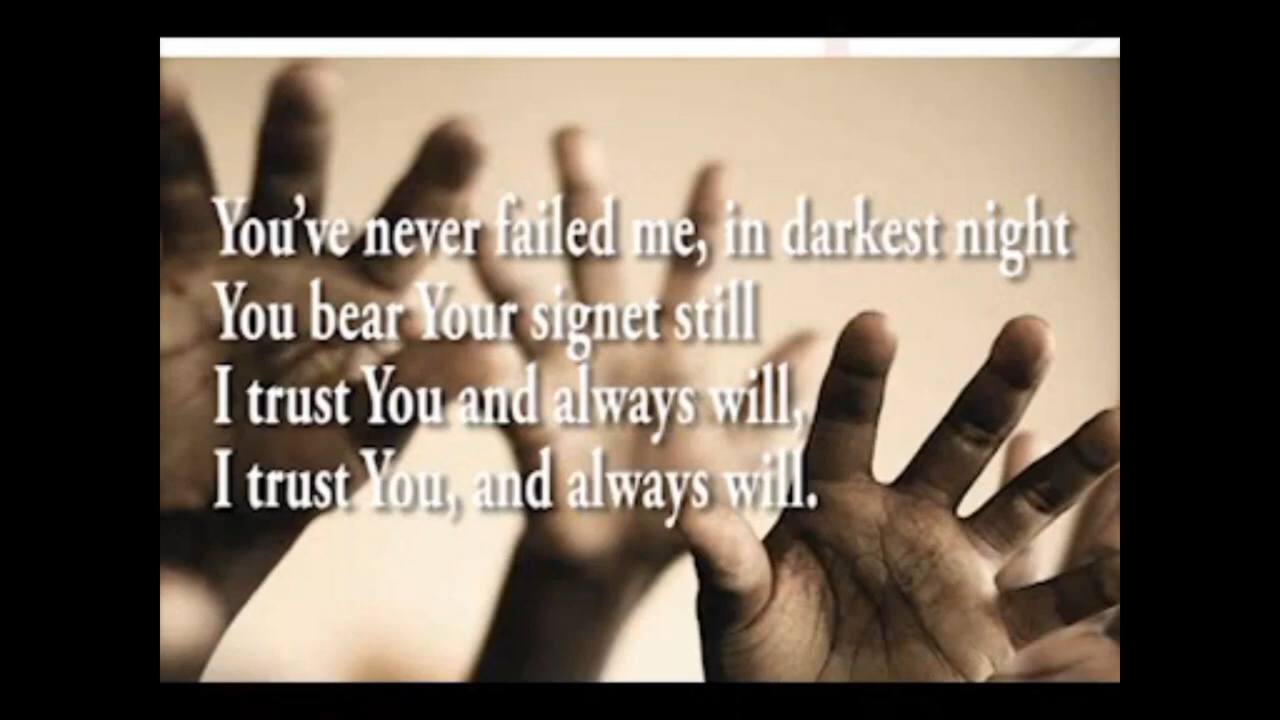 You've never failed me, in darkest night
You bear Your signet still
I trust You and always will,
I trust You, and always will.